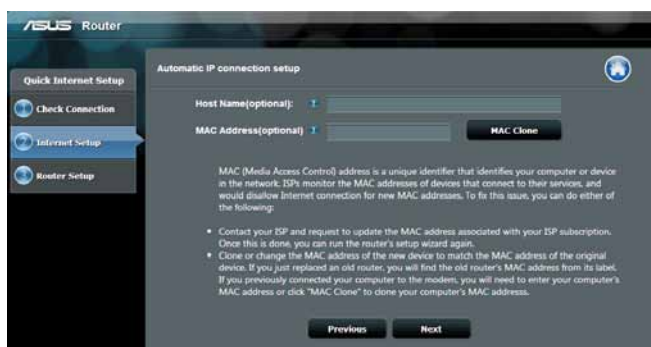 ASUS Router
Quick Internet Setup
1 Check Connection
2 Internet Setup
3 Router Setup
Automatic IP connection setup
Host Name(optional):
MAC Address(optional)
MAC Clone
MAC (Media Access Control) address is a unique identifier that identifies your computer or device
in the network. ISPs monitor the MAC addresses of devices that connect to their services, and
would disallow Internet connection for new MAC addresses. To fix this issue, you can do either of
the following:
• Contact your ISP and request to update the MAC address associated with your ISP subscription.
Once this is done, you can run the router's setup wizard again.
• Clone or change the MAC address of the new device to match the MAC address of the original
device. If you just replaced an old router, you will find the old router's MAC address from its label.
If you previously connected your computer to the modem, you will need to enter your computer's
MAC address or click "MAC Clone" to clone your computer's MAC addresss.
Previous
Next